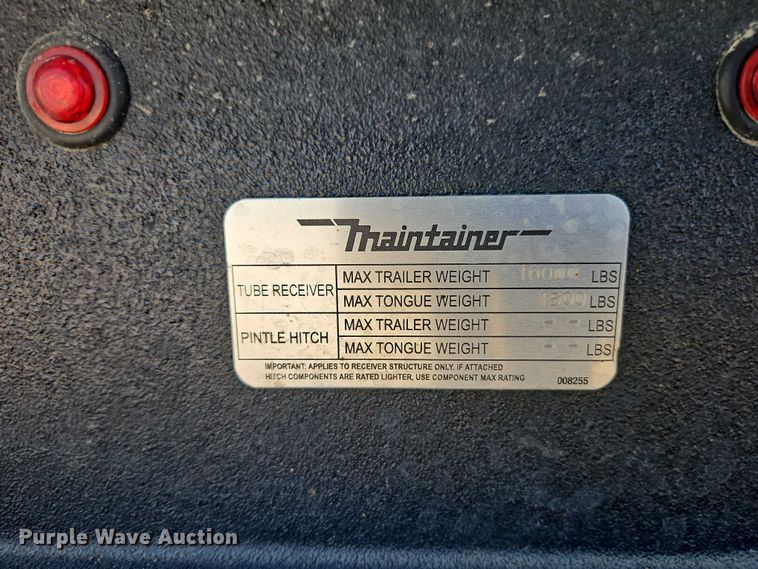 Maintainer
TUBE RECEIVER MAX TRAILER WEIGHT LBS
MAX TONGUE WEIGHT LBS
PINTLE HITCH MAX TRAILER WEIGHT -- LBS
MAX TONGUE WEIGHT -- LBS
IMPORTANT: APPLIES TO RECEIVER STRUCTURE ONLY. IF ATTACHED
HITCH COMPONENTS ARE RATED LIGHTER, USE COMPONENT MAX RATING 008255
Purple Wave Auction